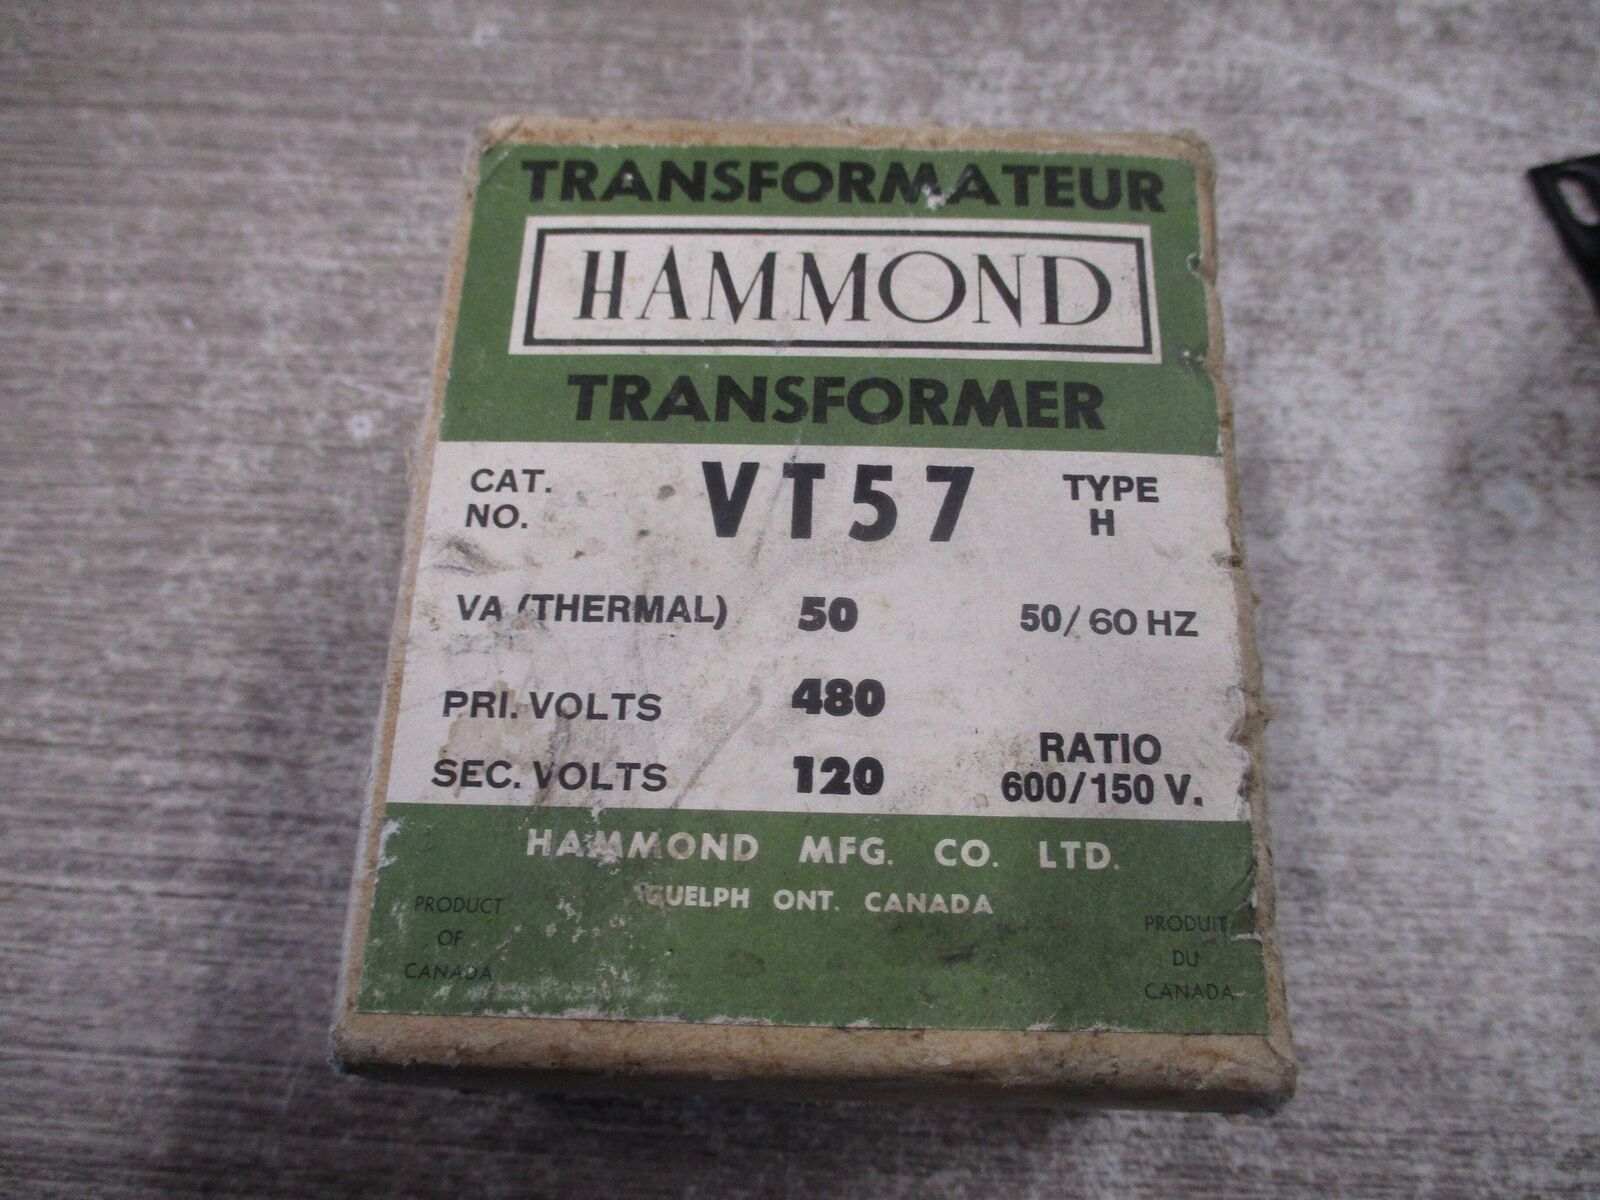 TRANSFORMATEUR
HAMMOND
TRANSFORMER
CAT. NO. VT57 TYPE H
VA (THERMAL) 50 50/60 HZ
PRI. VOLTS 480
SEC. VOLTS 120 RATIO 600/150 V.
HAMMOND MFG. CO. LTD.
GUELPH ONT. CANADA
PRODUCT
OF
CANADA
PRODUIT
DU
CANADA